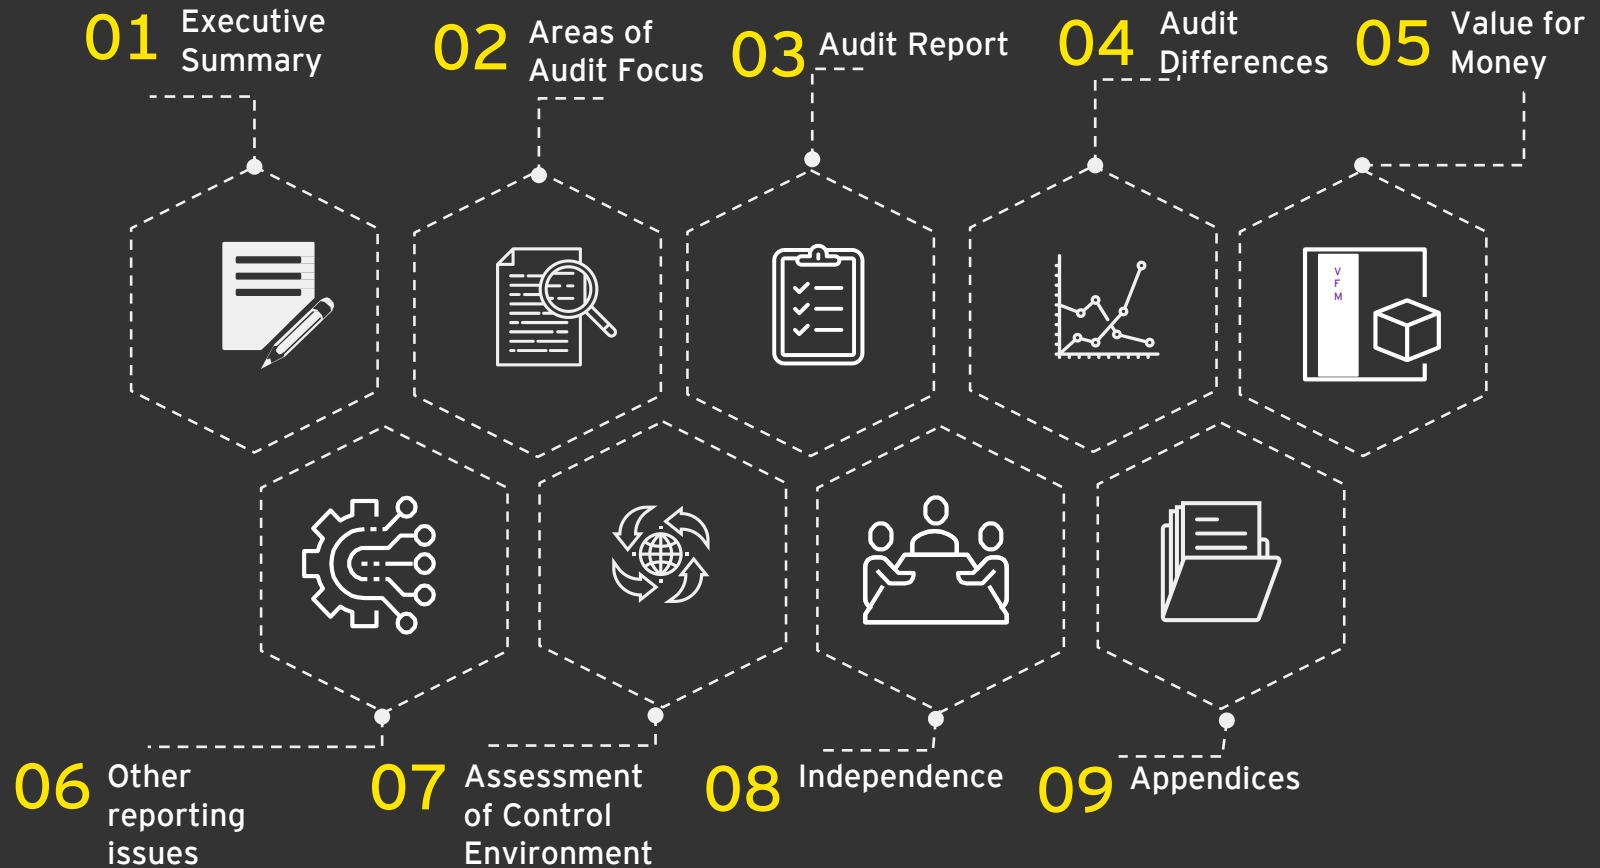 01 Executive
Summary
02 Areas of
Audit Focus
03 Audit Report
04 Audit
Differences
05 Value for
Money
V
F
M
06 Other
reporting
issues
07 Assessment
of Control
Environment
08 Independence
09 Appendices